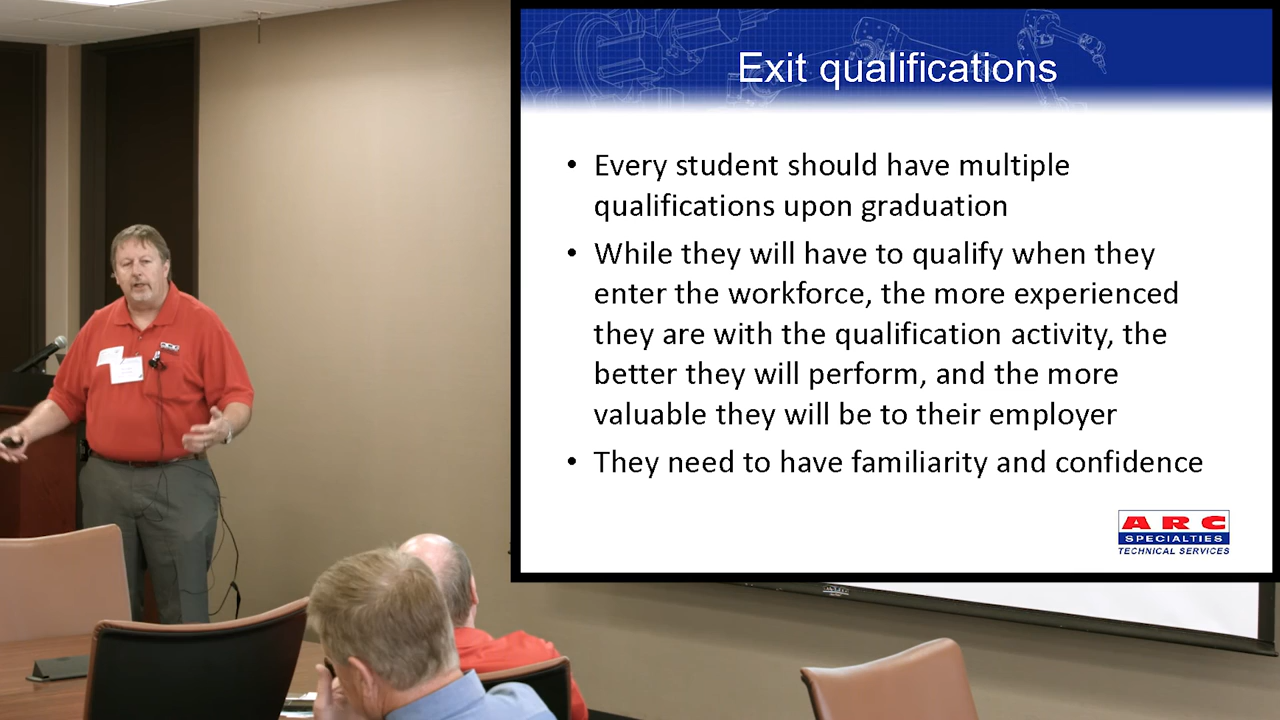 Exit qualifications
• Every student should have multiple
qualifications upon graduation
• While they will have to qualify when they
enter the workforce, the more experienced
they are with the qualification activity, the
better they will perform, and the more
valuable they will be to their employer
• They need to have familiarity and confidence
ARC
SPECIALTIES
TECHNICAL SERVICES